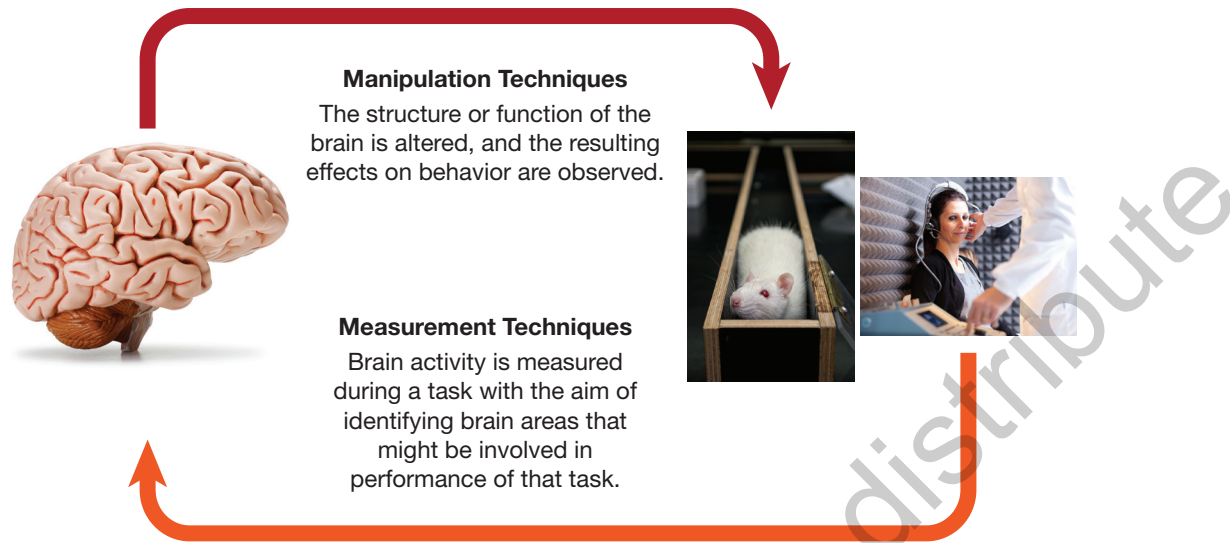 Manipulation Techniques
The structure or function of the
brain is altered, and the resulting
effects on behavior are observed.
Measurement Techniques
Brain activity is measured
during a task with the aim of
identifying brain areas that
might be involved in
performance of that task.
distribute